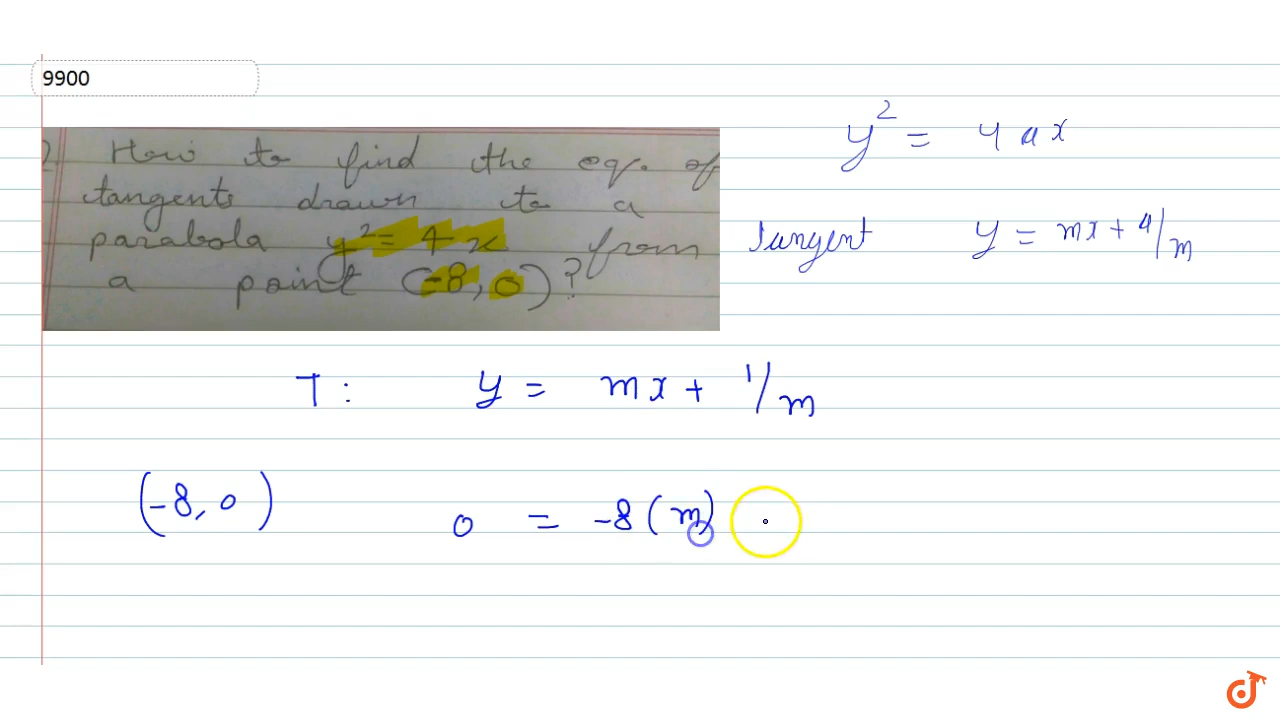 9900
How to find the eq. of
tangents drawn to a
parabola y² = 4x from
a point (-8, 0)?
y² = 4ax
Tangent y = mx + a/m
T : y = mx + 1/m
(-8, 0) 0 = -8(m)